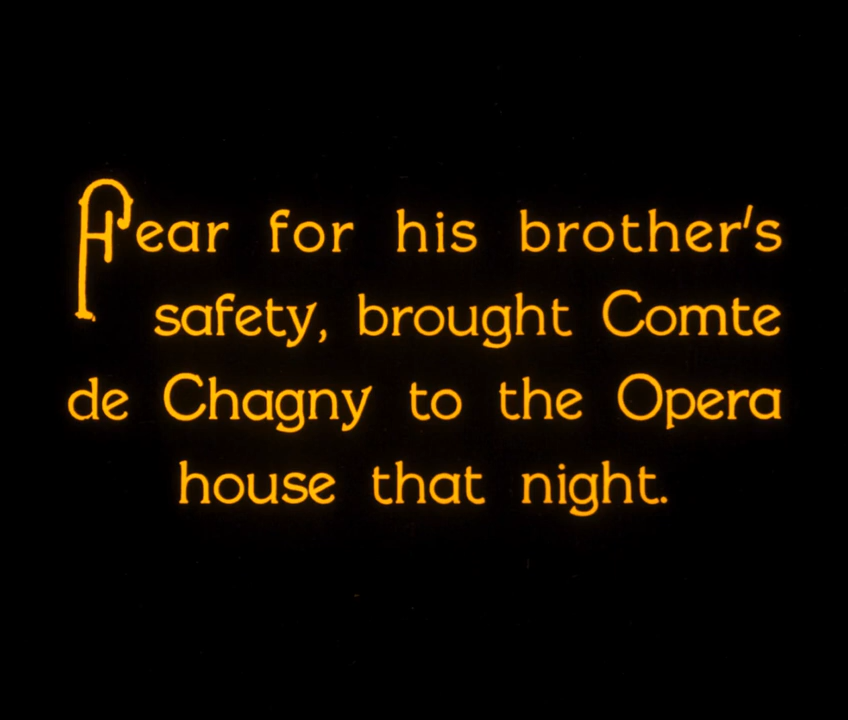 Fear for his brother's
safety, brought Comte
de Chagny to the Opera
house that night.